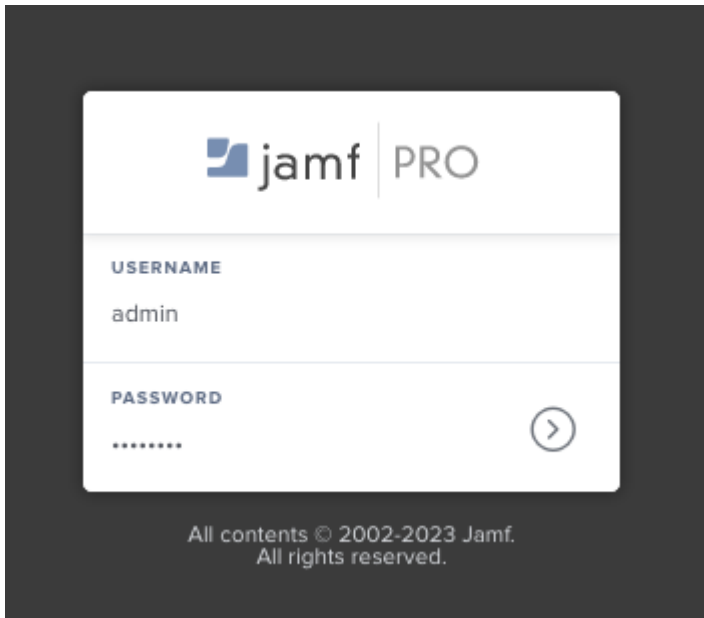 jamf PRO
USERNAME
admin
PASSWORD
••••••••
All contents © 2002-2023 Jamf.
All rights reserved.